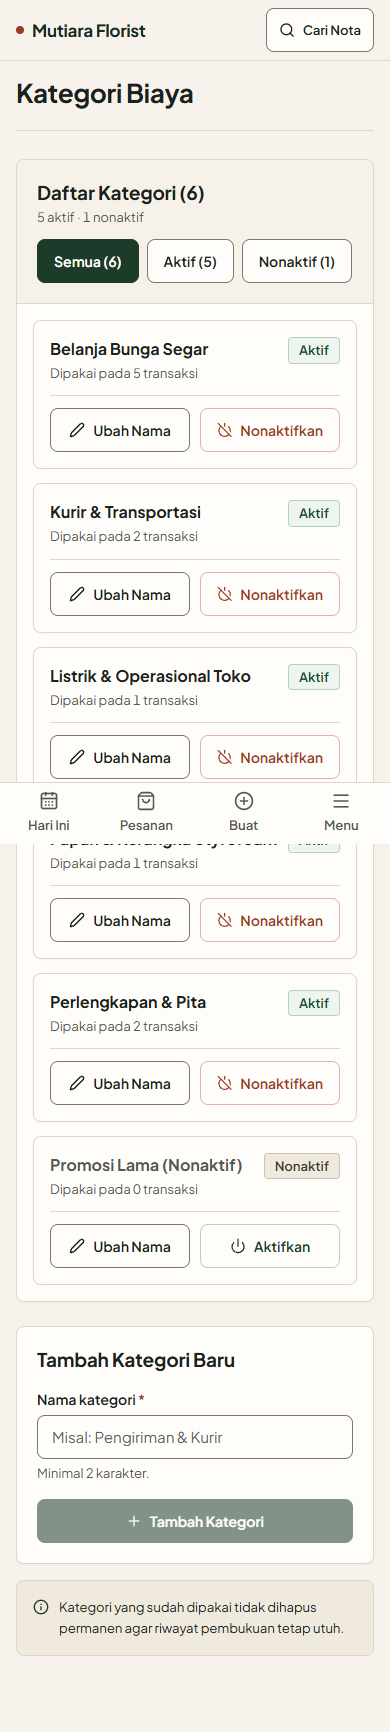 Mutiara Florist
Cari Nota
Kategori Biaya
Daftar Kategori (6)
5 aktif · 1 nonaktif
Semua (6)
Aktif (5)
Nonaktif (1)
Belanja Bunga Segar
Aktif
Dipakai pada 5 transaksi
Ubah Nama
Nonaktifkan
Kurir & Transportasi
Aktif
Dipakai pada 2 transaksi
Ubah Nama
Nonaktifkan
Listrik & Operasional Toko
Aktif
Dipakai pada 1 transaksi
Ubah Nama
Nonaktifkan
Hari Ini
Pesanan
Buat
Menu
Dipakai pada 1 transaksi
Ubah Nama
Nonaktifkan
Perlengkapan & Pita
Aktif
Dipakai pada 2 transaksi
Ubah Nama
Nonaktifkan
Promosi Lama (Nonaktif)
Nonaktif
Dipakai pada 0 transaksi
Ubah Nama
Aktifkan
Tambah Kategori Baru
Nama kategori *
Misal: Pengiriman & Kurir
Minimal 2 karakter.
Tambah Kategori
Kategori yang sudah dipakai tidak dihapus
permanen agar riwayat pembukuan tetap utuh.